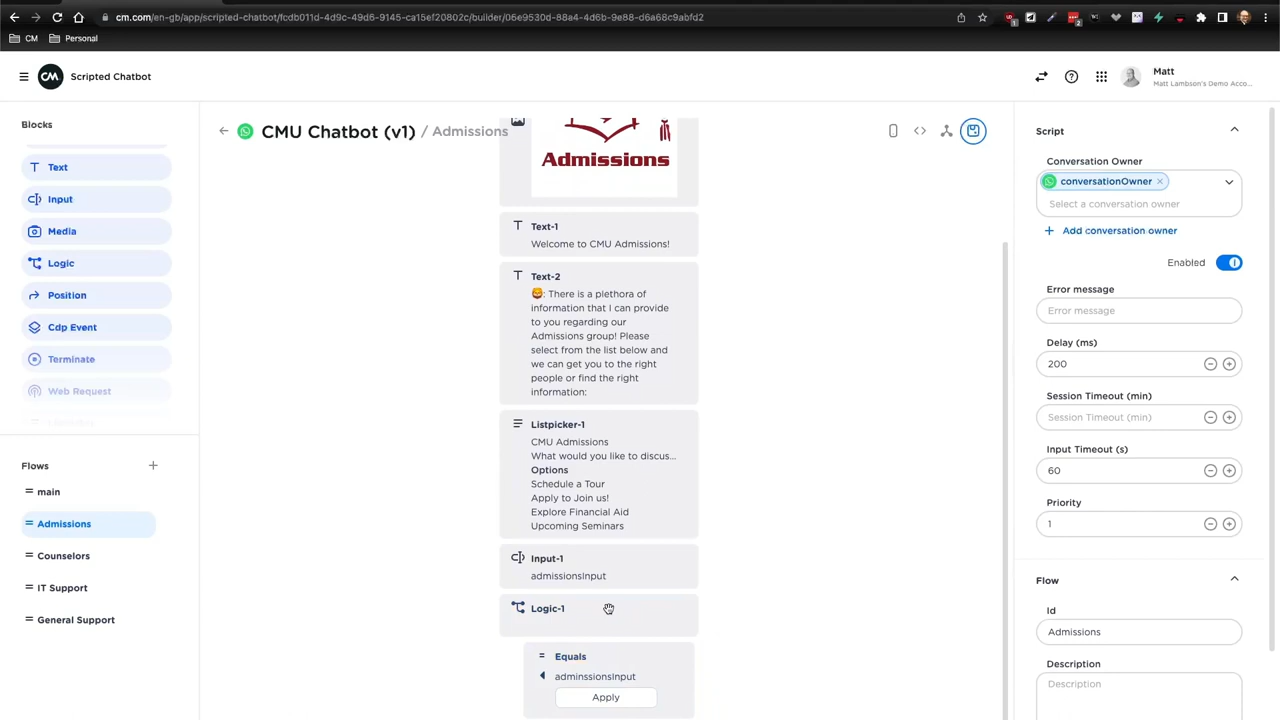 cm.com/en-gb/app/scripted-chatbot/fcdb011d-4d9c-49d6-9145-ca15ef20802c/builder/06e9530d-88a4-4d6b-9e88-d6a68c9abfd2
CM
Personal
CM
Scripted Chatbot
Matt
Matt Lambson's Demo Acco...
Blocks
Text
Input
Media
Logic
Position
Cdp Event
Terminate
Web Request
Flows
main
Admissions
Counselors
IT Support
General Support
CMU Chatbot (v1) / Admissions
Admissions
Text-1
Welcome to CMU Admissions!
Text-2
🦁: There is a plethora of
information that I can provide
to you regarding our
Admissions group! Please
select from the list below and
we can get you to the right
people or find the right
information:
Listpicker-1
CMU Admissions
What would you like to discus...
Options
Schedule a Tour
Apply to Join us!
Explore Financial Aid
Upcoming Seminars
Input-1
admissionsInput
Logic-1
Equals
adminssionsInput
Apply
Script
Conversation Owner
conversationOwner
Select a conversation owner
Add conversation owner
Enabled
Error message
Error message
Delay (ms)
200
Session Timeout (min)
Session Timeout (min)
Input Timeout (s)
60
Priority
1
Flow
Id
Admissions
Description
Description